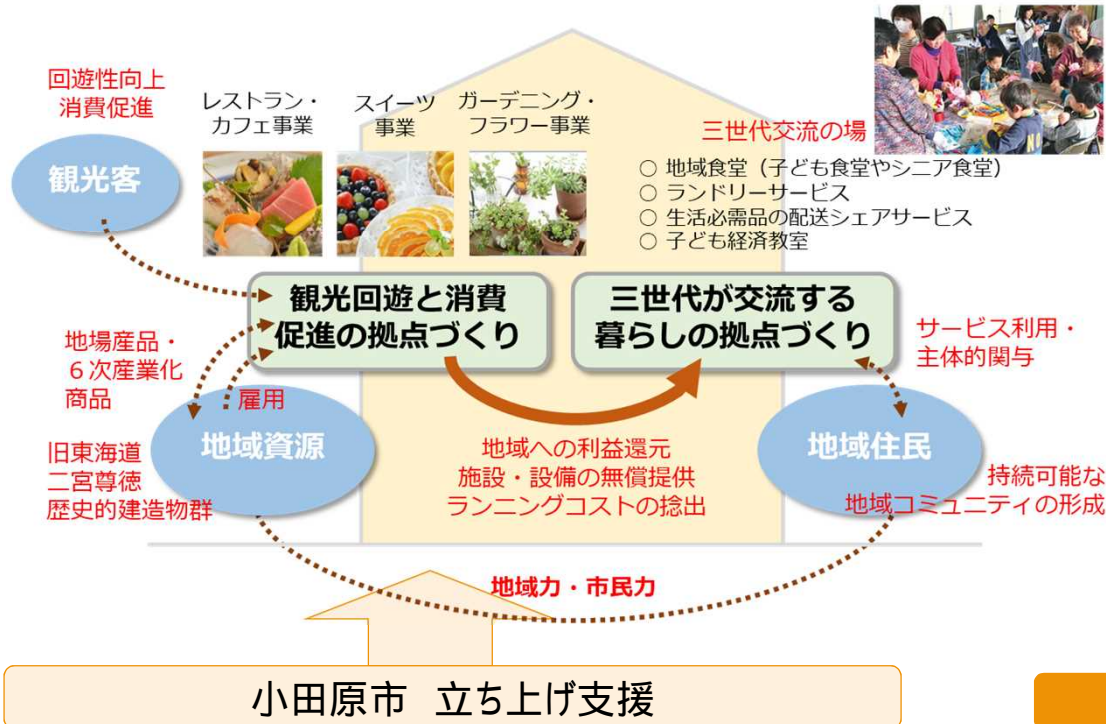 回遊性向上
消費促進
観光客
レストラン・
カフェ事業
スイーツ
事業
ガーデニング・
フラワー事業
三世代交流の場
○ 地域食堂（子ども食堂やシニア食堂）
○ ランドリーサービス
○ 生活必需品の配送シェアサービス
○ 子ども経済教室
観光回遊と消費
促進の拠点づくり
三世代が交流する
暮らしの拠点づくり
地場産品・
６次産業化
商品
雇用
サービス利用・
主体的関与
地域資源
旧東海道
二宮尊徳
歴史的建造物群
地域への利益還元
施設・設備の無償提供
ランニングコストの捻出
地域住民
持続可能な
地域コミュニティの形成
地域力・市民力
小田原市 立ち上げ支援